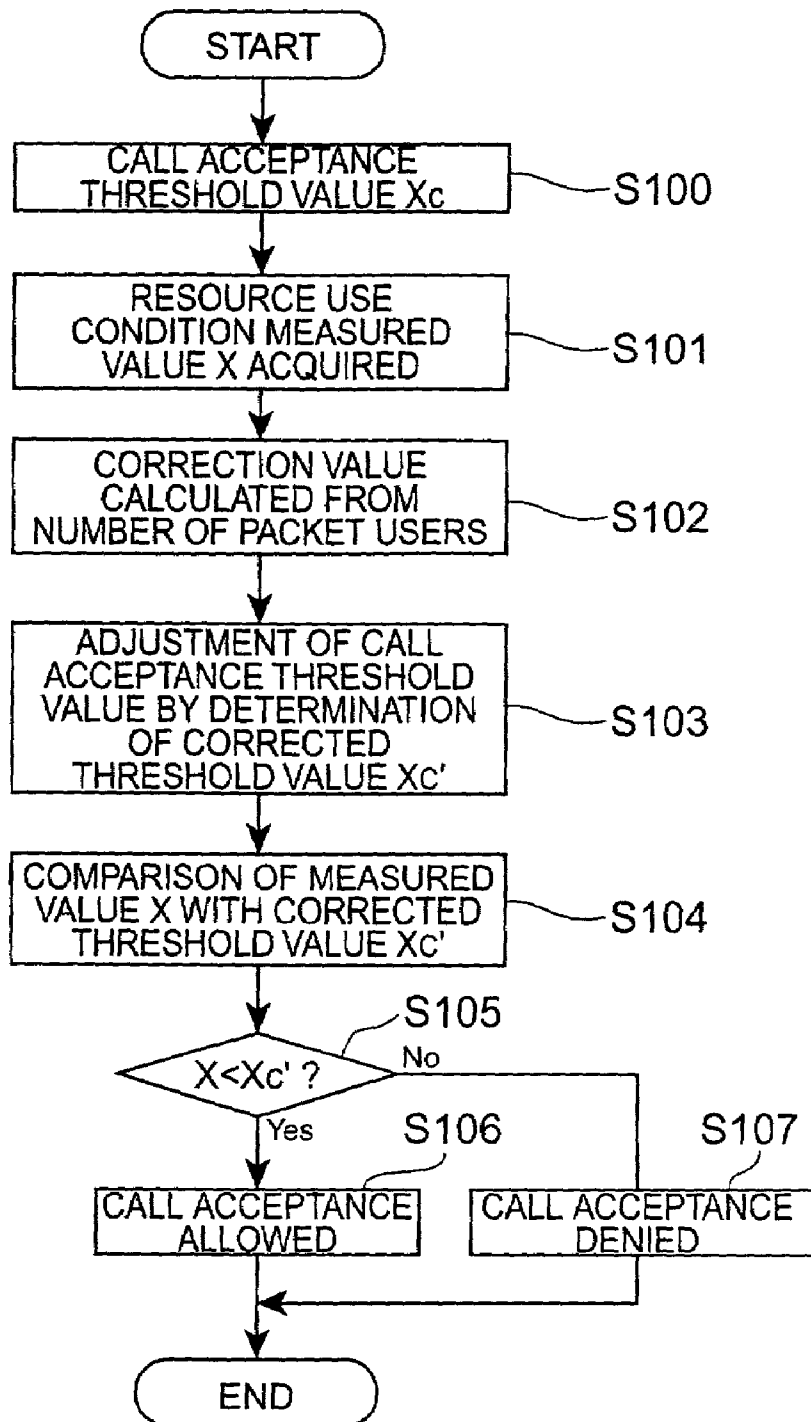 START
CALL ACCEPTANCE
THRESHOLD VALUE Xc
S100
RESOURCE USE
CONDITION MEASURED
VALUE X ACQUIRED
S101
CORRECTION VALUE
CALCULATED FROM
NUMBER OF PACKET USERS
S102
ADJUSTMENT OF CALL
ACCEPTANCE THRESHOLD
VALUE BY DETERMINATION
OF CORRECTED
THRESHOLD VALUE Xc'
S103
COMPARISON OF MEASURED
VALUE X WITH CORRECTED
THRESHOLD VALUE Xc'
S104
S105
X<Xc' ?
No
Yes
S106
CALL ACCEPTANCE
ALLOWED
S107
CALL ACCEPTANCE
DENIED
END